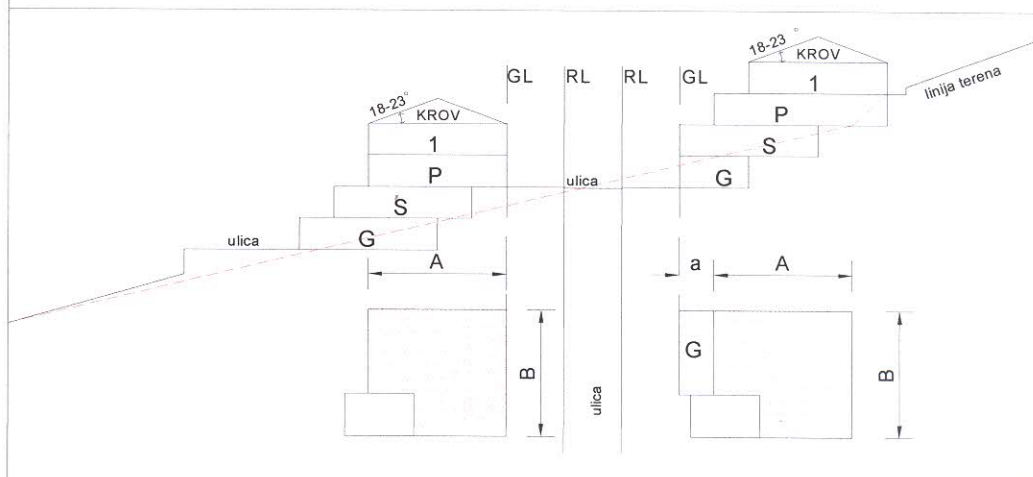 18-23°
KROV
1
P
S
G
18-23°
KROV
1
P
S
G
GL
RL
RL
GL
linija terena
ulica
ulica
A
B
ulica
a
A
G
B